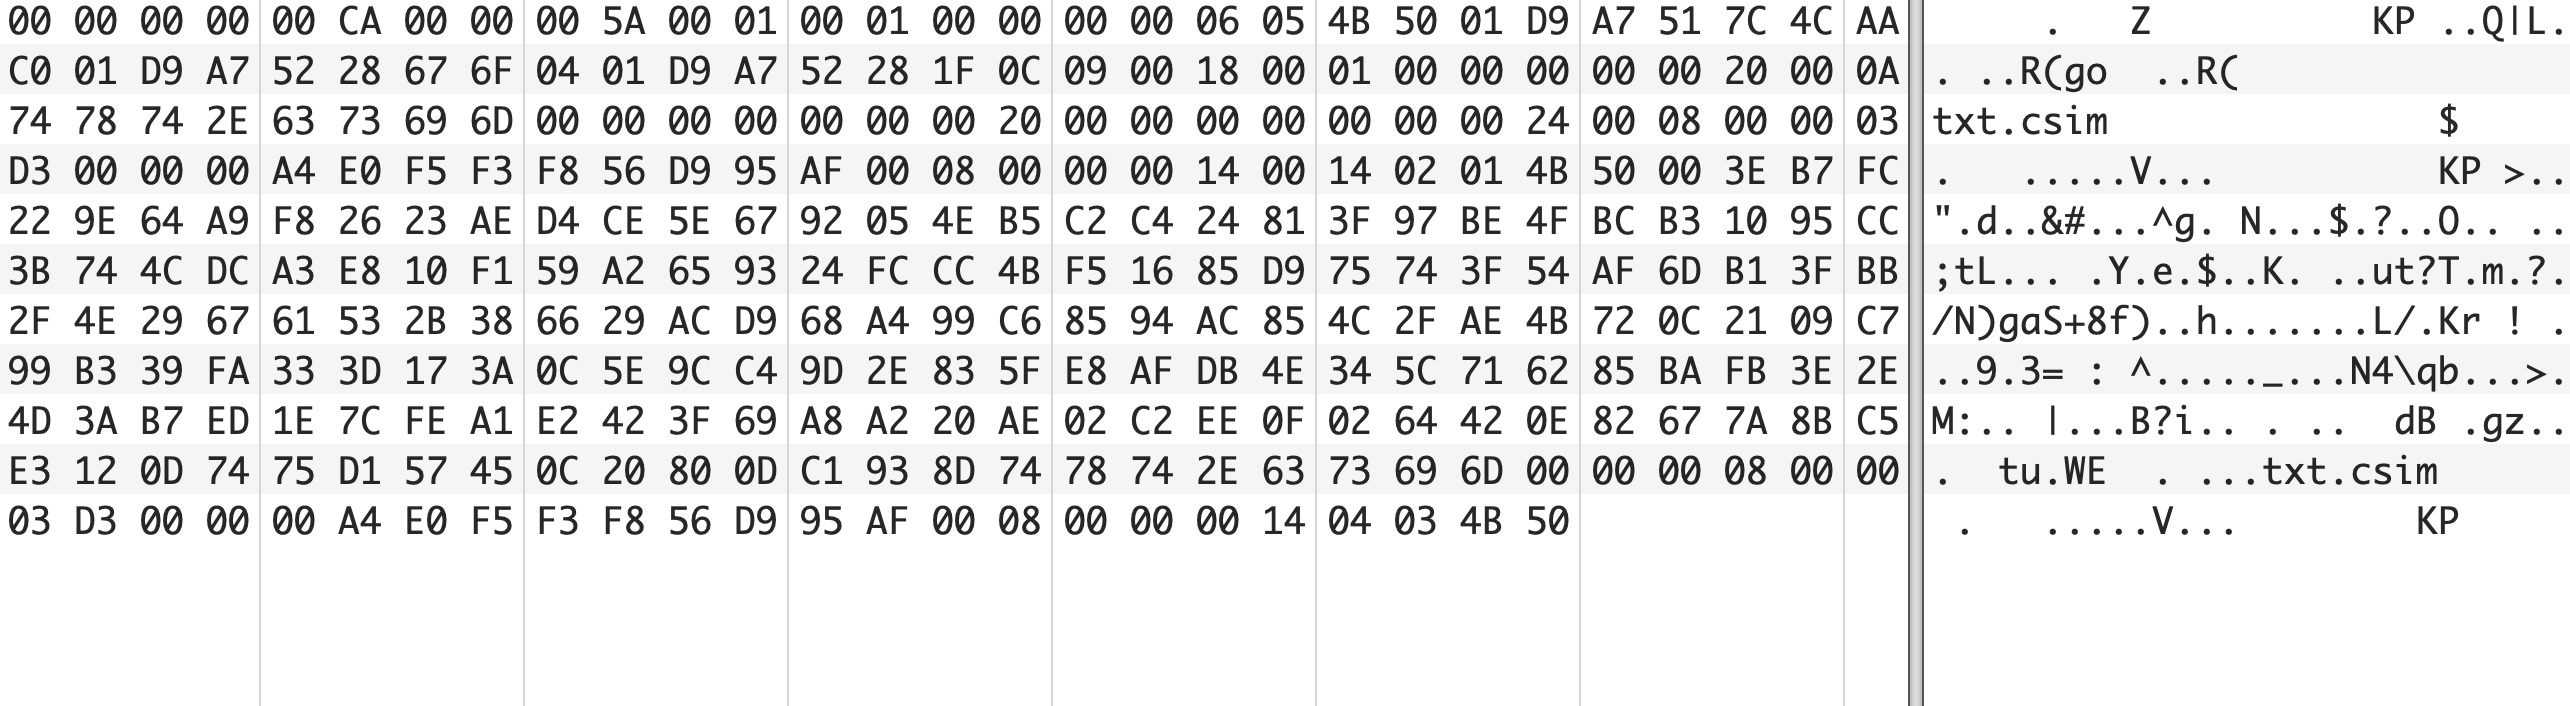 00 00 00 00 00 CA 00 00 00 5A 00 01 00 01 00 00 00 00 06 05 4B 50 01 D9 A7 51 7C 4C AA . Z KP ..Q|L.
C0 01 D9 A7 52 28 67 6F 04 01 D9 A7 52 28 1F 0C 09 00 18 00 01 00 00 00 00 00 20 00 0A . ..R(go ..R(
74 78 74 2E 63 73 69 6D 00 00 00 00 00 00 00 20 00 00 00 00 00 00 00 24 00 08 00 00 03 txt.csim $
D3 00 00 00 A4 E0 F5 F3 F8 56 D9 95 AF 00 08 00 00 00 14 00 14 02 01 4B 50 00 3E B7 FC . .....V... KP >..
22 9E 64 A9 F8 26 23 AE D4 CE 5E 67 92 05 4E B5 C2 C4 24 81 3F 97 BE 4F BC B3 10 95 CC ".d..&#...^g. N...$.?..O.. ..
3B 74 4C DC A3 E8 10 F1 59 A2 65 93 24 FC CC 4B F5 16 85 D9 75 74 3F 54 AF 6D B1 3F BB ;tL... .Y.e.$..K. ..ut?T.m.?.
2F 4E 29 67 61 53 2B 38 66 29 AC D9 68 A4 99 C6 85 94 AC 85 4C 2F AE 4B 72 0C 21 09 C7 /N)gaS+8f)..h.......L/.Kr ! .
99 B3 39 FA 33 3D 17 3A 0C 5E 9C C4 9D 2E 83 5F E8 AF DB 4E 34 5C 71 62 85 BA FB 3E 2E ..9.3= : ^....._...N4\qb...>.
4D 3A B7 ED 1E 7C FE A1 E2 42 3F 69 A8 A2 20 AE 02 C2 EE 0F 02 64 42 0E 82 67 7A 8B C5 M:.. |...B?i.. . .. dB .gz..
E3 12 0D 74 75 D1 57 45 0C 20 80 0D C1 93 8D 74 78 74 2E 63 73 69 6D 00 00 00 08 00 00 . tu.WE . ...txt.csim
03 D3 00 00 00 A4 E0 F5 F3 F8 56 D9 95 AF 00 08 00 00 00 14 04 03 4B 50 . .....V... KP